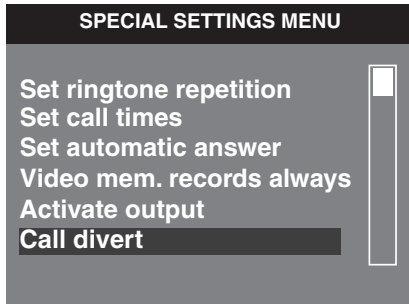 SPECIAL SETTINGS MENU
Set ringtone repetition
Set call times
Set automatic answer
Video mem. records always
Activate output
Call divert